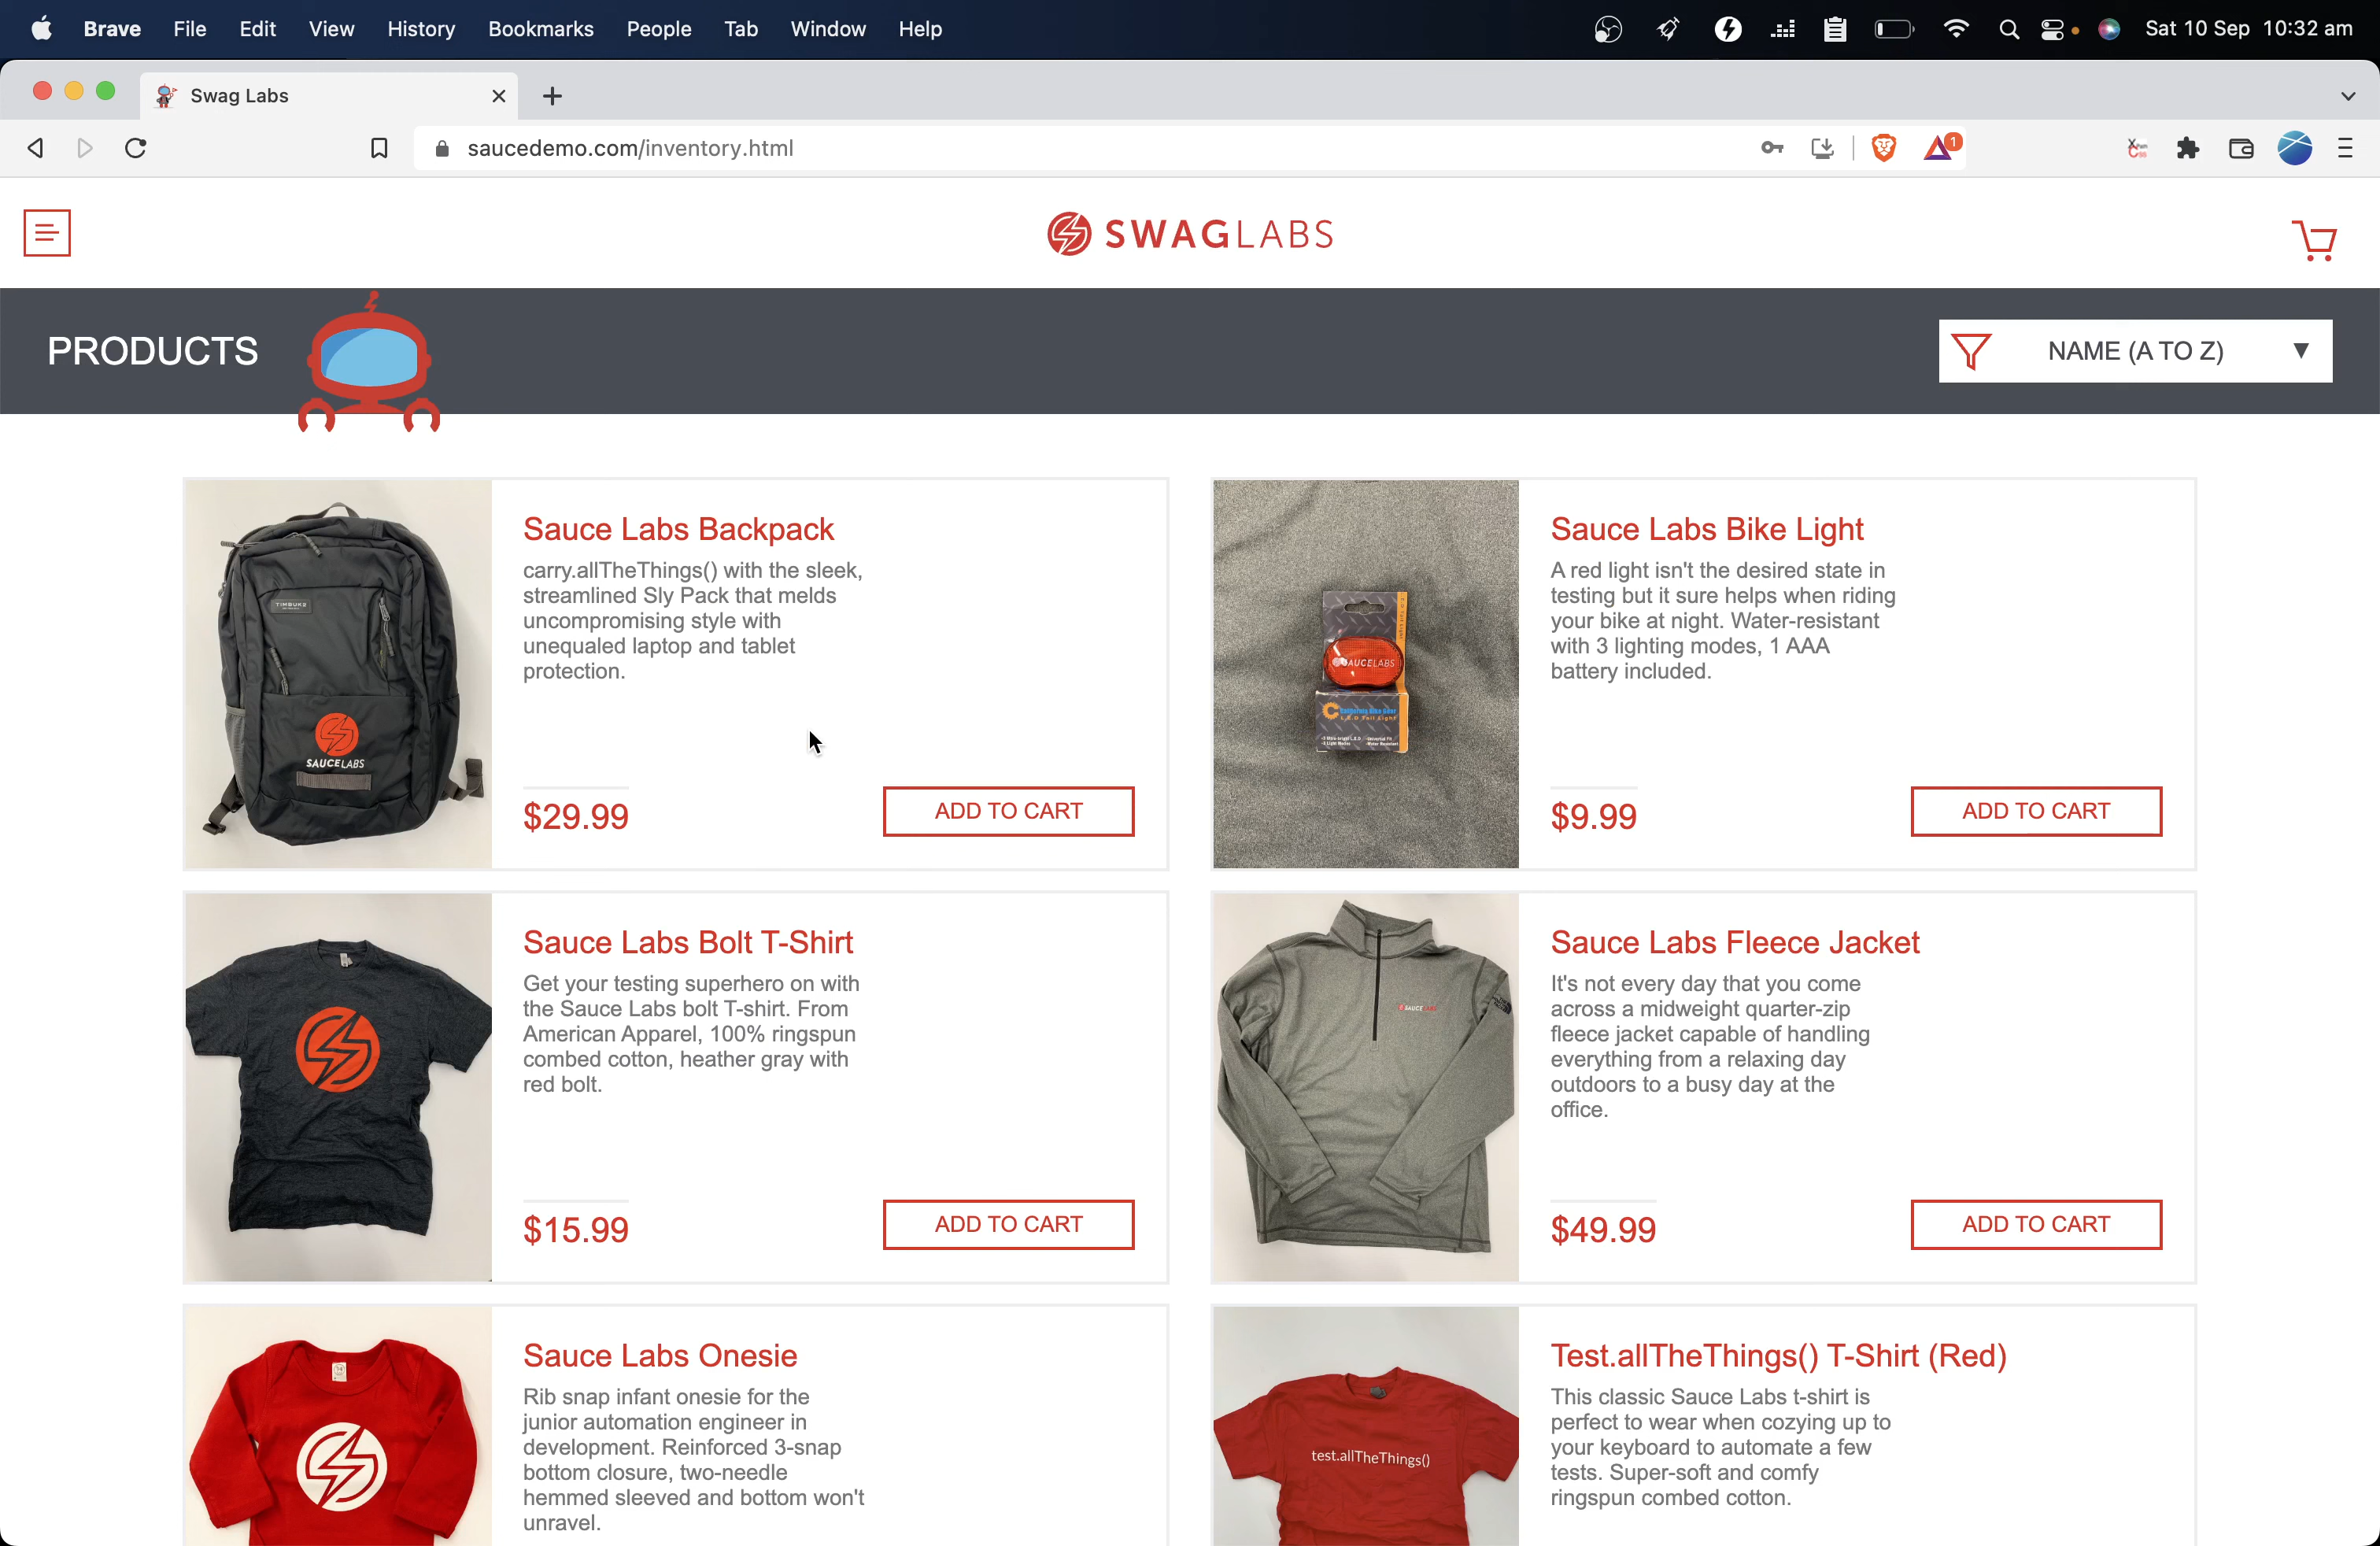 Brave File Edit View History Bookmarks People Tab Window Help Sat 10 Sep 10:32 am
Swag Labs
saucedemo.com/inventory.html 1
SWAGLABS
PRODUCTS
NAME (A TO Z)
Sauce Labs Backpack
carry.allTheThings() with the sleek,
streamlined Sly Pack that melds
uncompromising style with
unequaled laptop and tablet
protection.
$29.99
ADD TO CART
TIMBUK2
SAUCELABS
Sauce Labs Bike Light
A red light isn't the desired state in
testing but it sure helps when riding
your bike at night. Water-resistant
with 3 lighting modes, 1 AAA
battery included.
$9.99
ADD TO CART
SAUCELABS
Sauce Labs Bolt T-Shirt
Get your testing superhero on with
the Sauce Labs bolt T-shirt. From
American Apparel, 100% ringspun
combed cotton, heather gray with
red bolt.
$15.99
ADD TO CART
Sauce Labs Fleece Jacket
It's not every day that you come
across a midweight quarter-zip
fleece jacket capable of handling
everything from a relaxing day
outdoors to a busy day at the
office.
$49.99
ADD TO CART
Sauce Labs Onesie
Rib snap infant onesie for the
junior automation engineer in
development. Reinforced 3-snap
bottom closure, two-needle
hemmed sleeved and bottom won't
unravel.
Test.allTheThings() T-Shirt (Red)
This classic Sauce Labs t-shirt is
perfect to wear when cozying up to
your keyboard to automate a few
tests. Super-soft and comfy
ringspun combed cotton.
test.allTheThings()